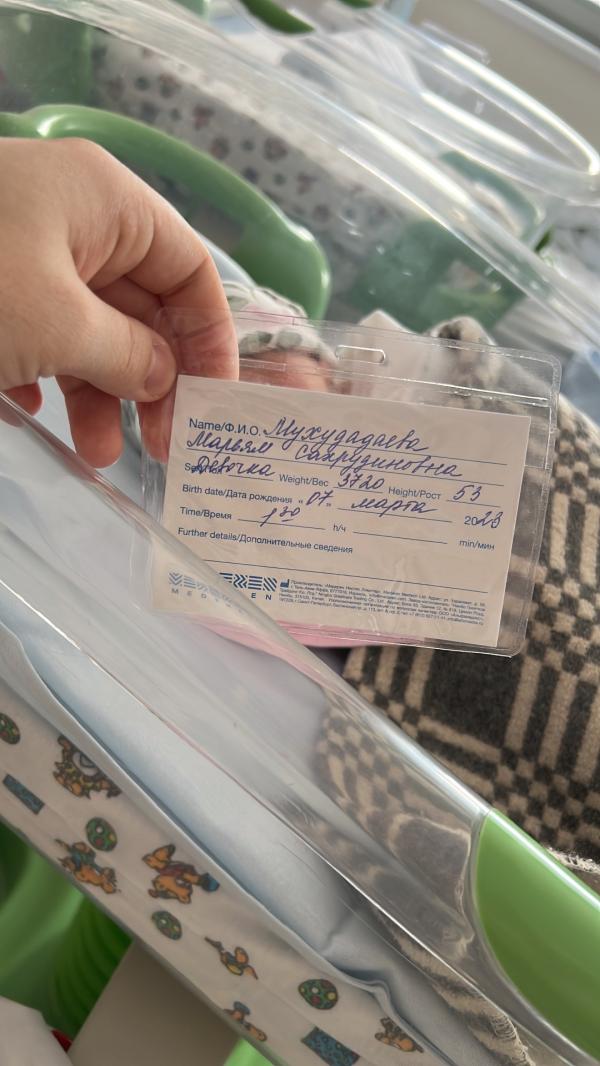 Name/Ф.И.О. Мухудадаева
Марьям Сахрудиновна
Девочка Weight/Вес 3720 Height/Рост 53
Birth date/Дата рождения «07» марта 2023
Time/Время 1 30 h/ч min/мин
Further details/Дополнительные сведения